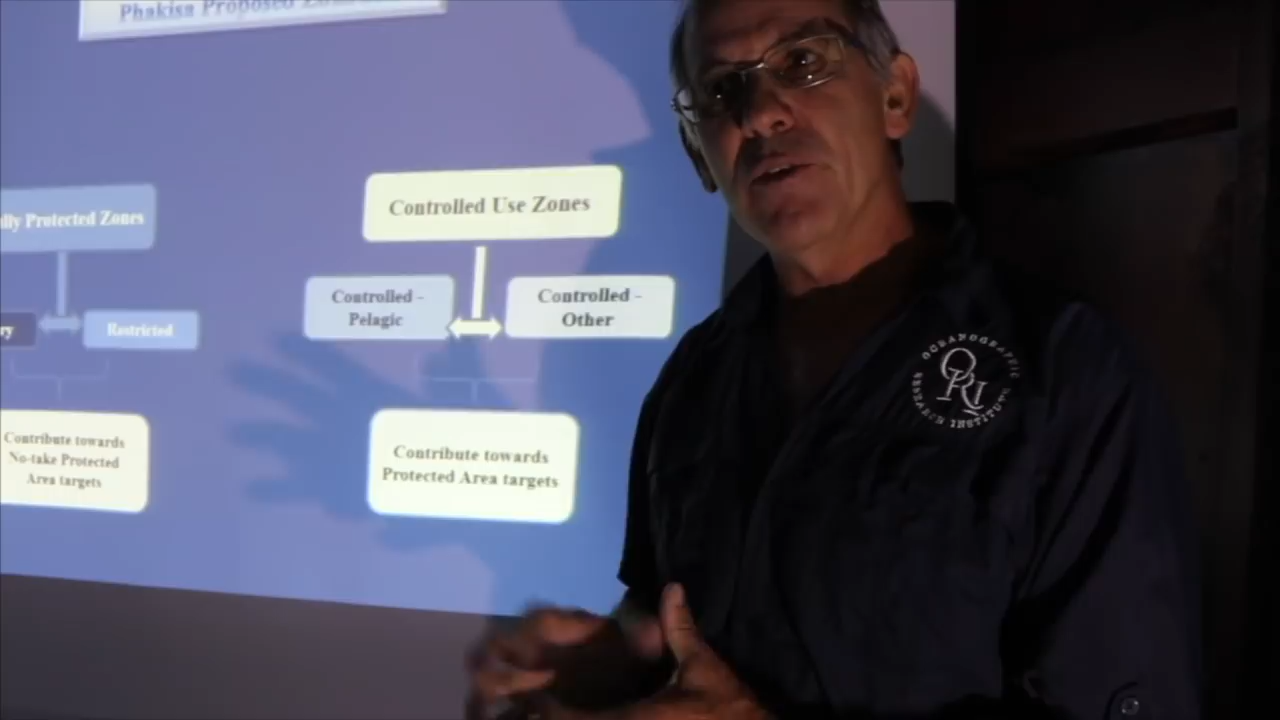 Phakisa Proposed
Protected Zones
Controlled Use Zones
Controlled -
Pelagic
Controlled -
Other
Restricted
Contribute towards
No-take Protected
Area targets
Contribute towards
Protected Area targets
OCEANOGRAPHIC
RESEARCH INSTITUTE
ORI